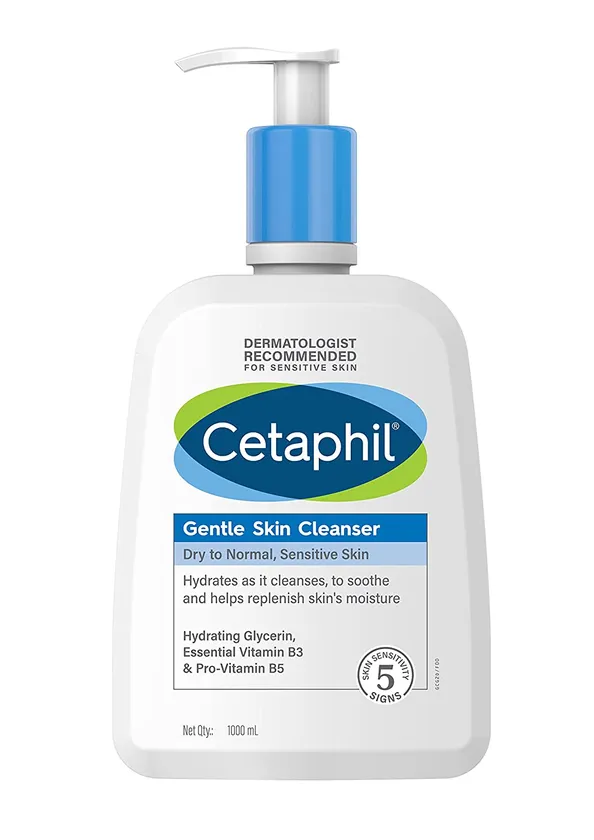 DERMATOLOGIST
RECOMMENDED
FOR SENSITIVE SKIN
Cetaphil®
Gentle Skin Cleanser
Dry to Normal, Sensitive Skin
Hydrates as it cleanses, to soothe
and helps replenish skin's moisture
Hydrating Glycerin,
Essential Vitamin B3
& Pro-Vitamin B5
SKIN SENSITIVITY
5
SIGNS
Net Qty.: 1000 mL